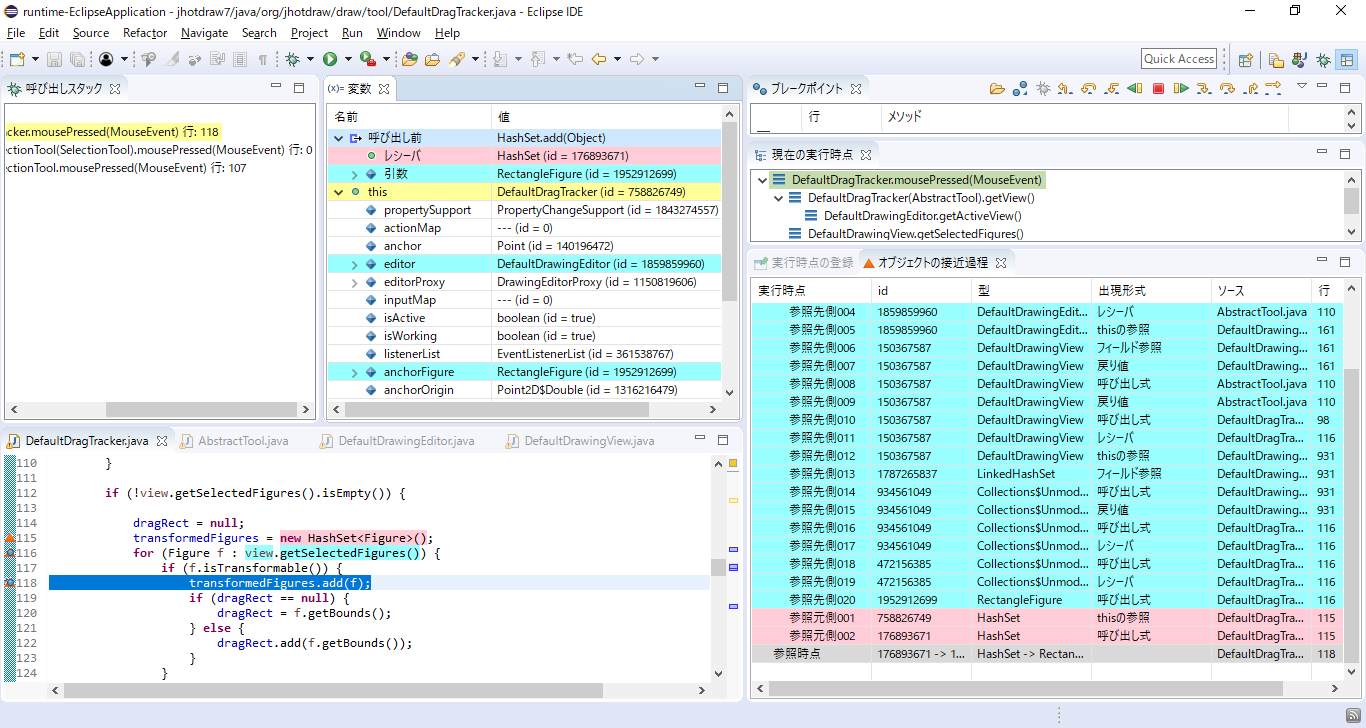 runtime-EclipseApplication - jhotdraw7/java/org/jhotdraw/draw/tool/DefaultDragTracker.java - Eclipse IDE
File Edit Source Refactor Navigate Search Project Run Window Help
Quick Access
呼び出しスタック
acker.mousePressed(MouseEvent) 行: 118
ectionTool(SelectionTool).mousePressed(MouseEvent) 行: 0
ectionTool.mousePressed(MouseEvent) 行: 107
(x)= 変数
名前 値
呼び出し前 HashSet.add(Object)
レシーバ HashSet (id = 176893671)
引数 RectangleFigure (id = 1952912699)
this DefaultDragTracker (id = 758826749)
propertySupport PropertyChangeSupport (id = 1843274557)
actionMap --- (id = 0)
anchor Point (id = 140196472)
editor DefaultDrawingEditor (id = 1859859960)
editorProxy DrawingEditorProxy (id = 1150819606)
inputMap --- (id = 0)
isActive boolean (id = true)
isWorking boolean (id = true)
listenerList EventListenerList (id = 361538767)
anchorFigure RectangleFigure (id = 1952912699)
anchorOrigin Point2D$Double (id = 1316216479)
ブレークポイント
行 メソッド
現在の実行時点
DefaultDragTracker.mousePressed(MouseEvent)
DefaultDragTracker(AbstractTool).getView()
DefaultDrawingEditor.getActiveView()
DefaultDrawingView.getSelectedFigures()
実行時点の登録 オブジェクトの接近過程
実行時点 id 型 出現形式 ソース 行
参照先側004 1859859960 DefaultDrawingEdit... レシーバ AbstractTool.java 110
参照先側005 1859859960 DefaultDrawingEdit... thisの参照 DefaultDrawing... 161
参照先側006 150367587 DefaultDrawingView フィールド参照 DefaultDrawing... 161
参照先側007 150367587 DefaultDrawingView 戻り値 DefaultDrawing... 161
参照先側008 150367587 DefaultDrawingView 呼び出し式 AbstractTool.java 110
参照先側009 150367587 DefaultDrawingView 戻り値 AbstractTool.java 110
参照先側010 150367587 DefaultDrawingView 呼び出し式 DefaultDragTra... 98
参照先側011 150367587 DefaultDrawingView レシーバ DefaultDragTra... 116
参照先側012 150367587 DefaultDrawingView thisの参照 DefaultDrawing... 931
参照先側013 1787265837 LinkedHashSet フィールド参照 DefaultDrawing... 931
参照先側014 934561049 Collections$Unmod... 呼び出し式 DefaultDrawing... 931
参照先側015 934561049 Collections$Unmod... 戻り値 DefaultDrawing... 931
参照先側016 934561049 Collections$Unmod... 呼び出し式 DefaultDragTra... 116
参照先側017 934561049 Collections$Unmod... レシーバ DefaultDragTra... 116
参照先側018 472156385 Collections$Unmod... 呼び出し式 DefaultDragTra... 116
参照先側019 472156385 Collections$Unmod... レシーバ DefaultDragTra... 116
参照先側020 1952912699 RectangleFigure 呼び出し式 DefaultDragTra... 116
参照元側001 758826749 HashSet thisの参照 DefaultDragTra... 115
参照元側002 176893671 HashSet 呼び出し式 DefaultDragTra... 115
参照時点 176893671 -> 1... HashSet -> Rectan... DefaultDragTra... 118
DefaultDragTracker.java AbstractTool.java DefaultDrawingEditor.java DefaultDrawingView.java
110 }
111
112 if (!view.getSelectedFigures().isEmpty()) {
113
114 dragRect = null;
115 transformedFigures = new HashSet<Figure>();
116 for (Figure f : view.getSelectedFigures()) {
117 if (f.isTransformable()) {
118 transformedFigures.add(f);
119 if (dragRect == null) {
120 dragRect = f.getBounds();
121 } else {
122 dragRect.add(f.getBounds());
123 }
124 }